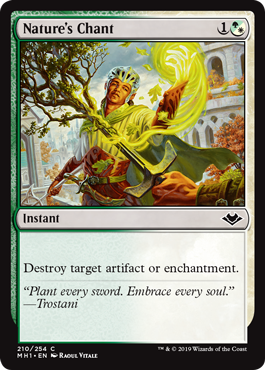 Nature's Chant 1
Instant
Destroy target artifact or enchantment.
"Plant every sword. Embrace every soul."
—Trostani
210/254 C
MH1 • EN Raoul Vitale
™ & © 2019 Wizards of the Coast